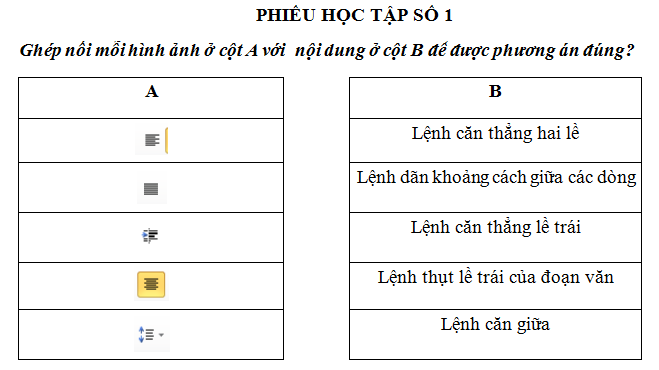 PHIẾU HỌC TẬP SỐ 1
Ghép nối mỗi hình ảnh ở cột A với nội dung ở cột B để được phương án đúng?
A
B
Lệnh căn thẳng hai lề
Lệnh dãn khoảng cách giữa các dòng
Lệnh căn thẳng lề trái
Lệnh thụt lề trái của đoạn văn
Lệnh căn giữa